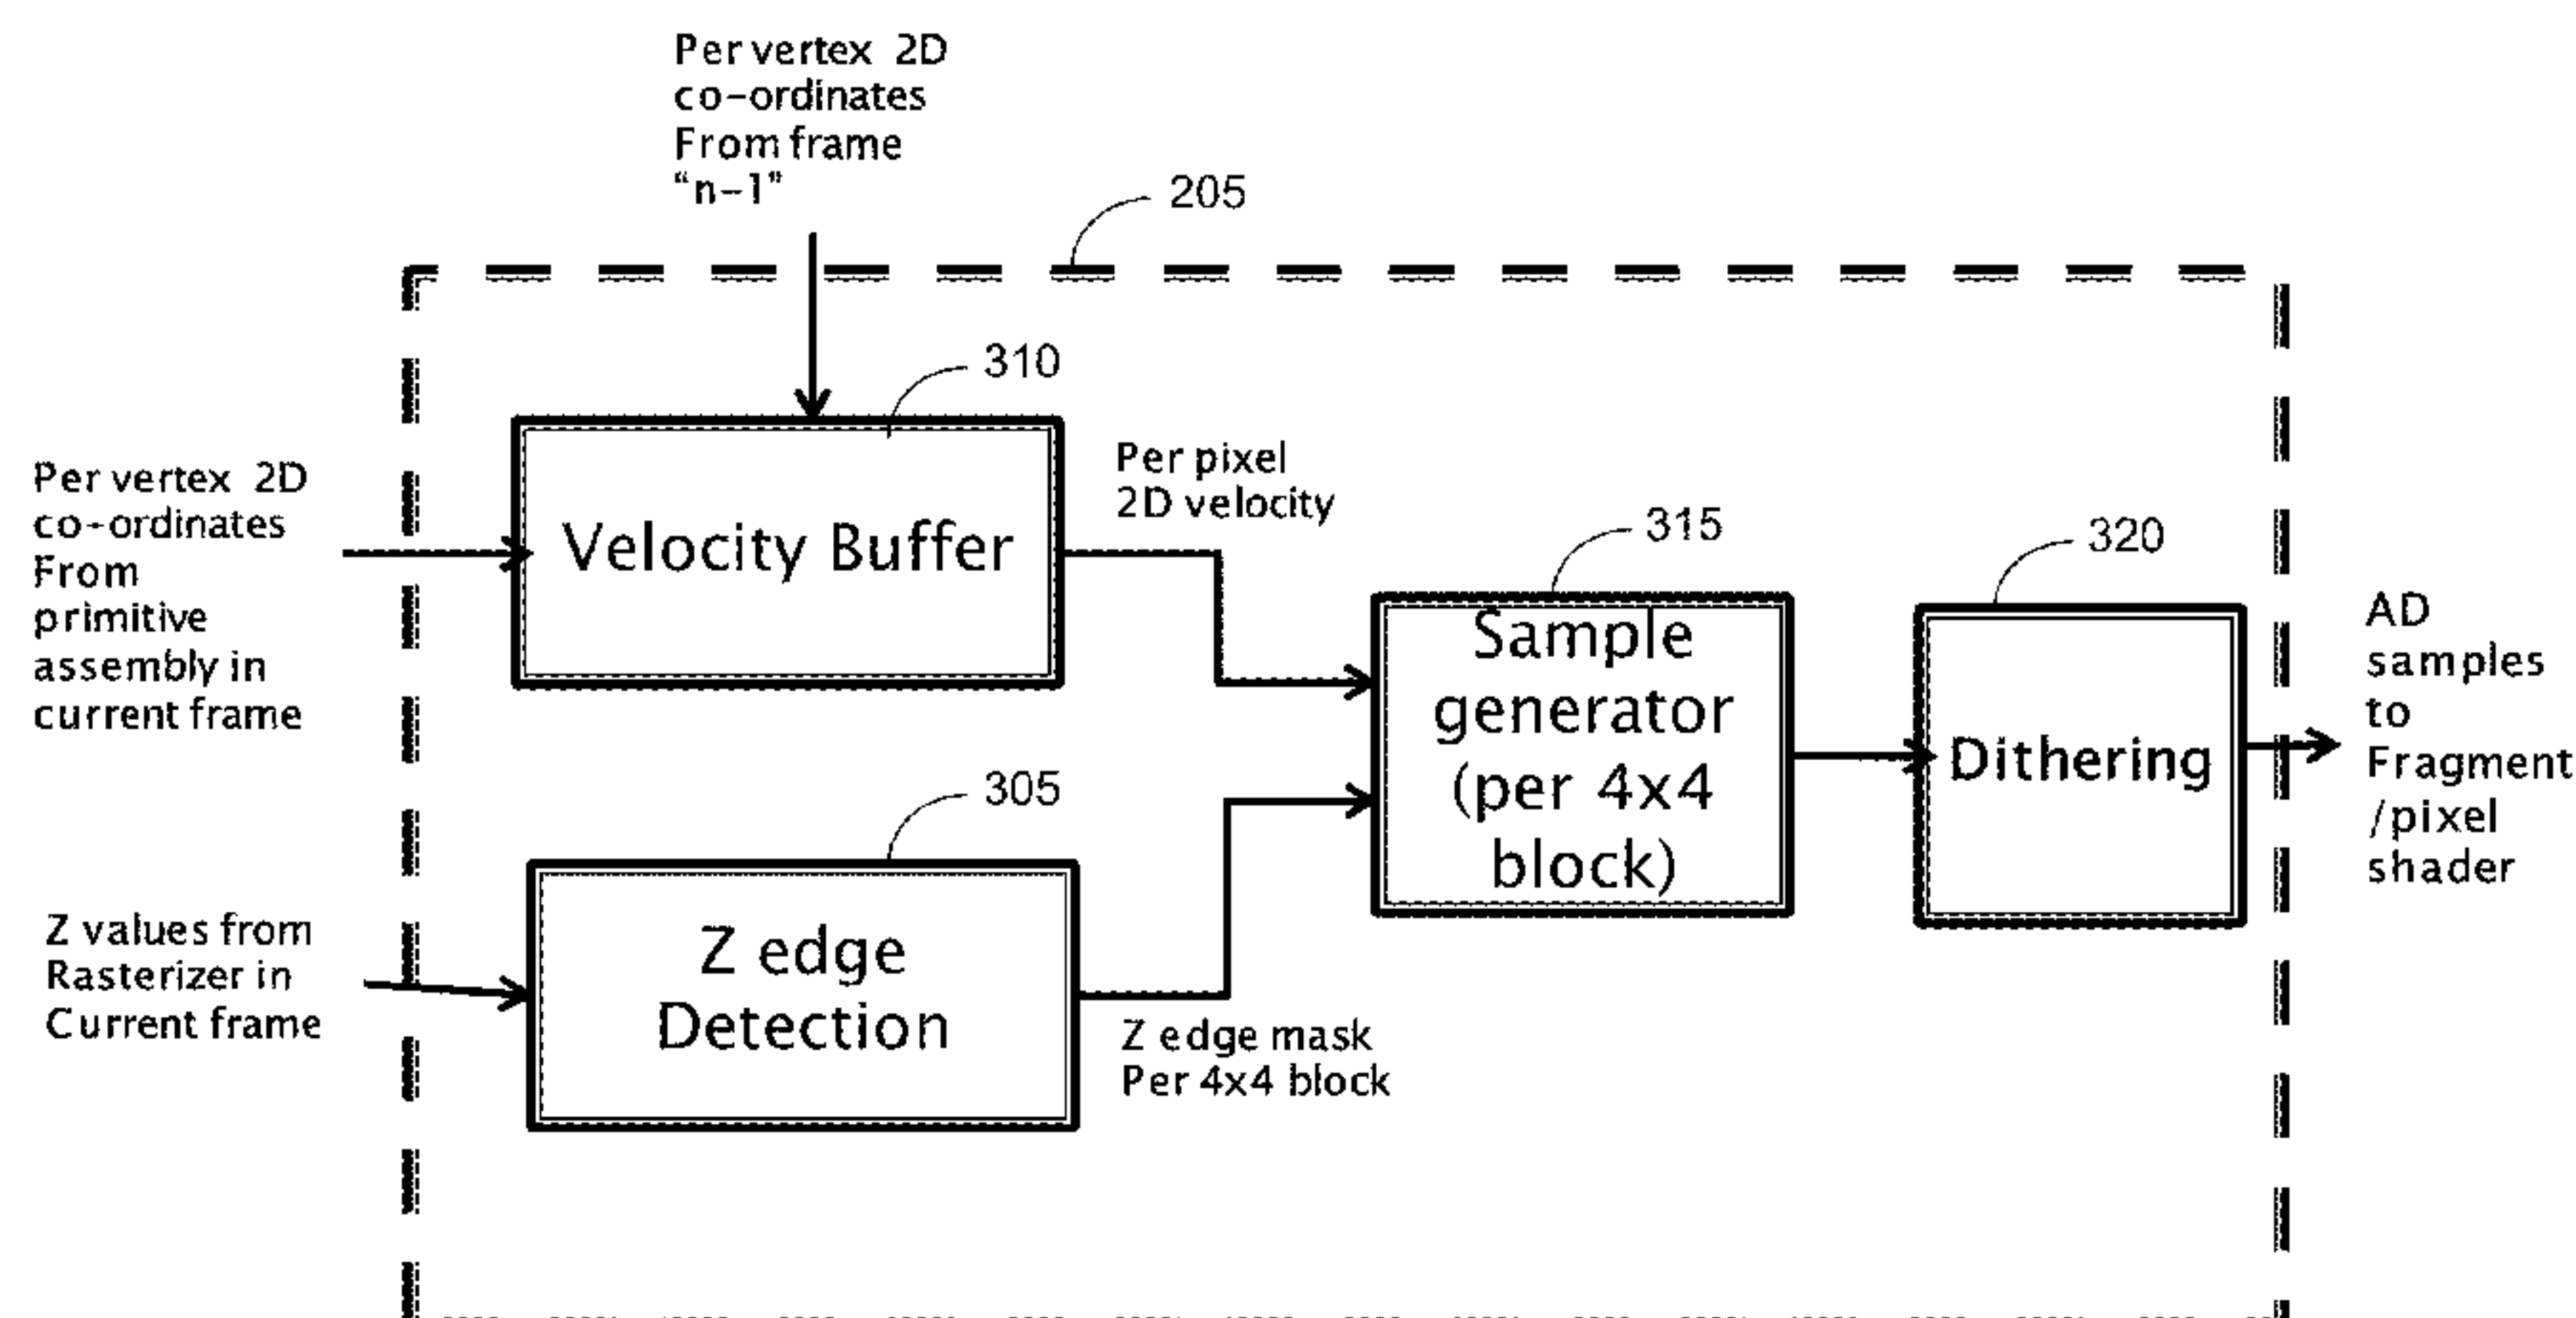 Per vertex 2D
co-ordinates
From frame
“n-1”
205
310
Per vertex 2D
co-ordinates
From
primitive
assembly in
current frame
Velocity Buffer
Per pixel
2D velocity
315
320
Sample
generator
(per 4x4
block)
Dithering
AD
samples
to
Fragment
/pixel
shader
305
Z values from
Rasterizer in
Current frame
Z edge
Detection
Z edge mask
Per 4x4 block